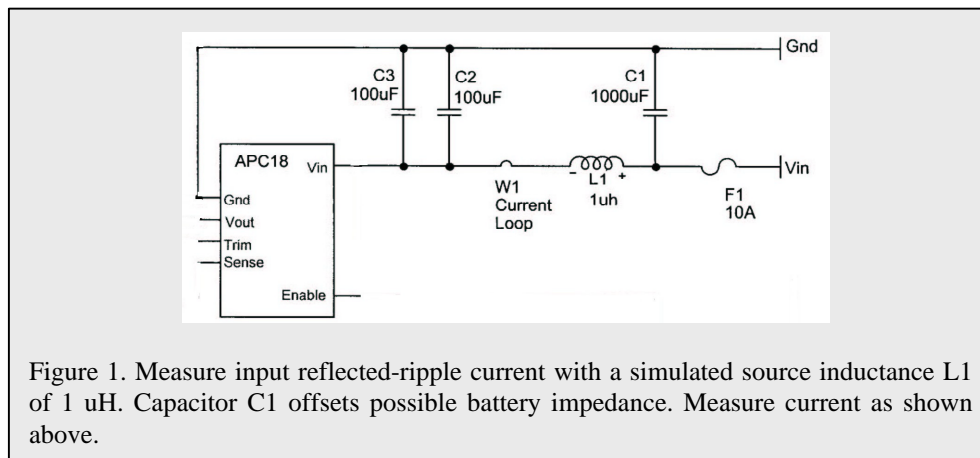 Gnd
C3
100uF
C2
100uF
C1
1000uF
APC18
Vin
Gnd
Vout
Trim
Sense
Enable
W1
Current
Loop
- L1 +
1uh
F1
10A
Vin
Figure 1. Measure input reflected-ripple current with a simulated source inductance L1
of 1 uH. Capacitor C1 offsets possible battery impedance. Measure current as shown
above.